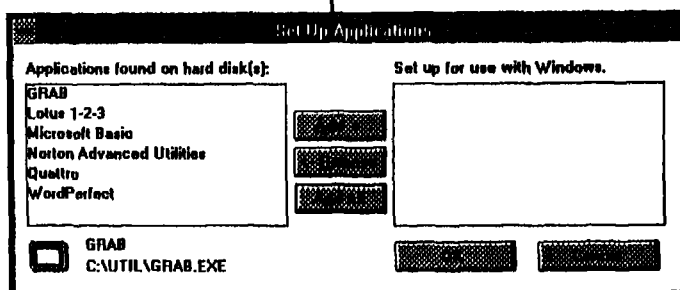 Set Up Applications
Applications found on hard disk(s):
Set up for use with Windows.
GRAB
Lotus 1-2-3
Microsoft Basic
Norton Advanced Utilities
Quattro
WordPerfect
GRAB
C:\UTIL\GRAB.EXE